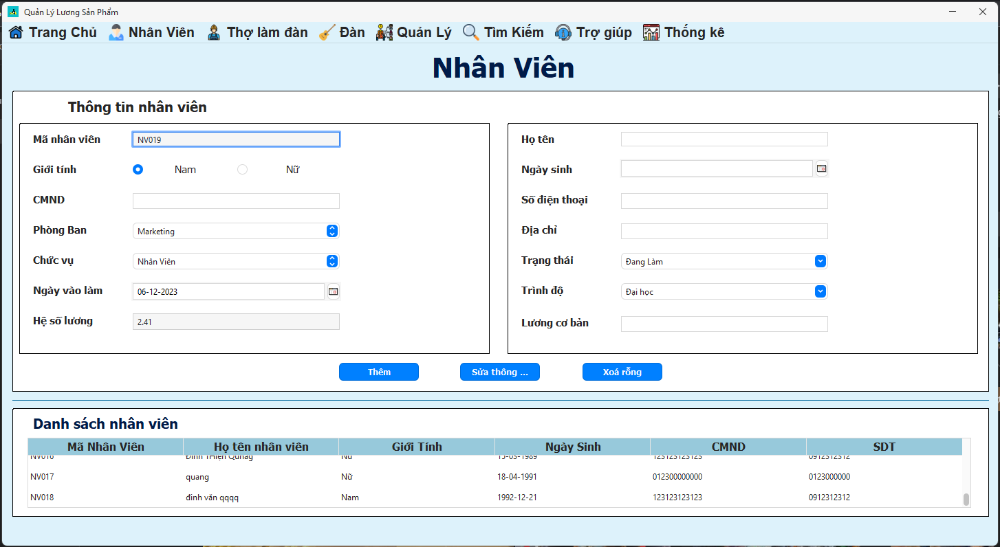 Quản Lý Lương Sản Phẩm
Trang Chủ Nhân Viên Thợ làm đàn Đàn Quản Lý Tìm Kiếm Trợ giúp Thống kê
Nhân Viên
Thông tin nhân viên
Mã nhân viên NV019
Giới tính Nam Nữ
CMND
Phòng Ban Marketing
Chức vụ Nhân Viên
Ngày vào làm 06-12-2023
Hệ số lương 2.41
Họ tên
Ngày sinh
Số điện thoại
Địa chỉ
Trạng thái Đang Làm
Trình độ Đại học
Lương cơ bản
Thêm Sửa thông ... Xoá rỗng
Danh sách nhân viên
Mã Nhân Viên Họ tên nhân viên Giới Tính Ngày Sinh CMND SDT
NV016 Nữ 15-05-1989 123123123123 0912312312
NV017 quang Nữ 18-04-1991 012300000000 0123000000
NV018 đinh văn qqqq Nam 1992-12-21 123123123123 0912312312